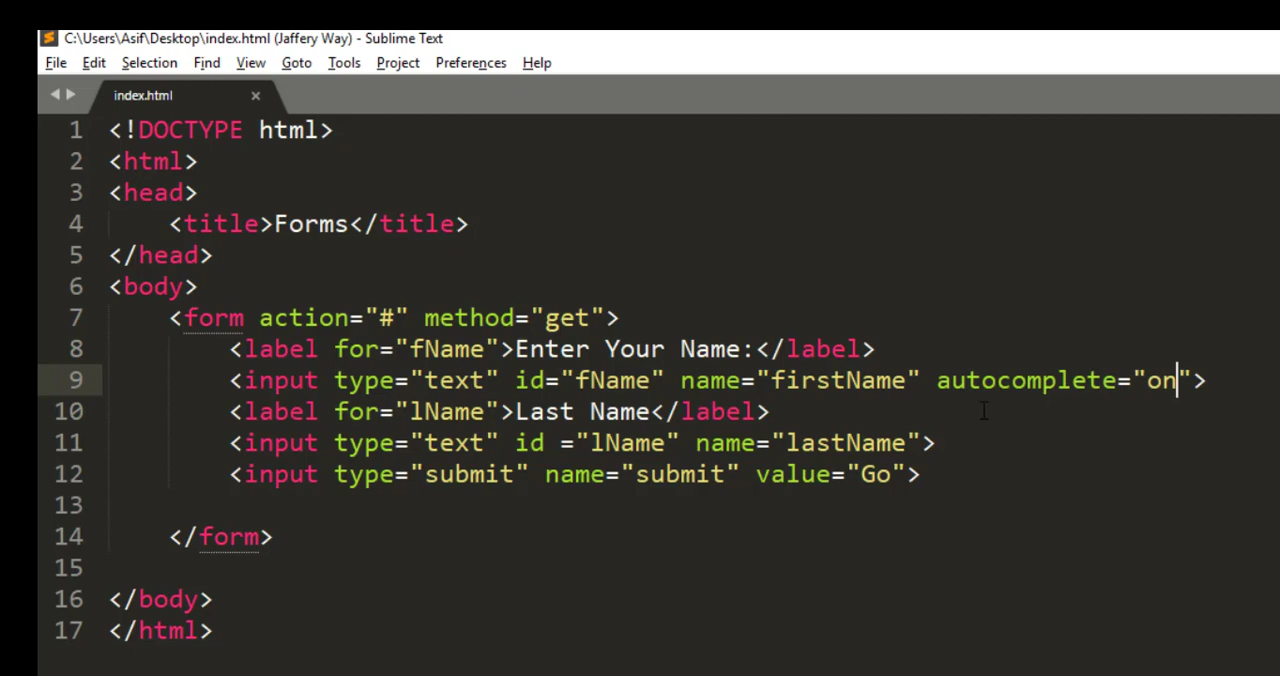 C:\Users\Asif\Desktop\index.html (Jaffery Way) - Sublime Text
File Edit Selection Find View Goto Tools Project Preferences Help
index.html ×
1 <!DOCTYPE html>
2 <html>
3 <head>
4     <title>Forms</title>
5 </head>
6 <body>
7     <form action="#" method="get">
8         <label for="fName">Enter Your Name:</label>
9         <input type="text" id="fName" name="firstName" autocomplete="on">
10         <label for="lName">Last Name</label>
11         <input type="text" id ="lName" name="lastName">
12         <input type="submit" name="submit" value="Go">
13
14     </form>
15
16 </body>
17 </html>